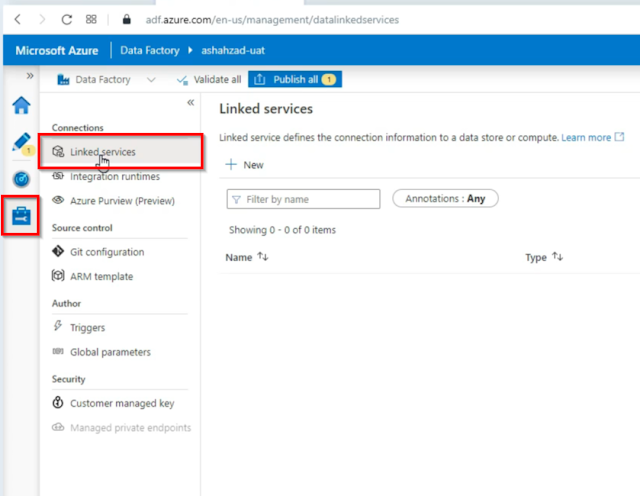 adf.azure.com/en-us/management/datalinkedservices
Microsoft Azure Data Factory ashahzad-uat
Data Factory Validate all Publish all 1
1
Connections
Linked services
Integration runtimes
Azure Purview (Preview)
Source control
Git configuration
ARM template
Author
Triggers
Global parameters
Security
Customer managed key
Managed private endpoints
Linked services
Linked service defines the connection information to a data store or compute. Learn more
New
Filter by name
Annotations : Any
Showing 0 - 0 of 0 items
Name Type